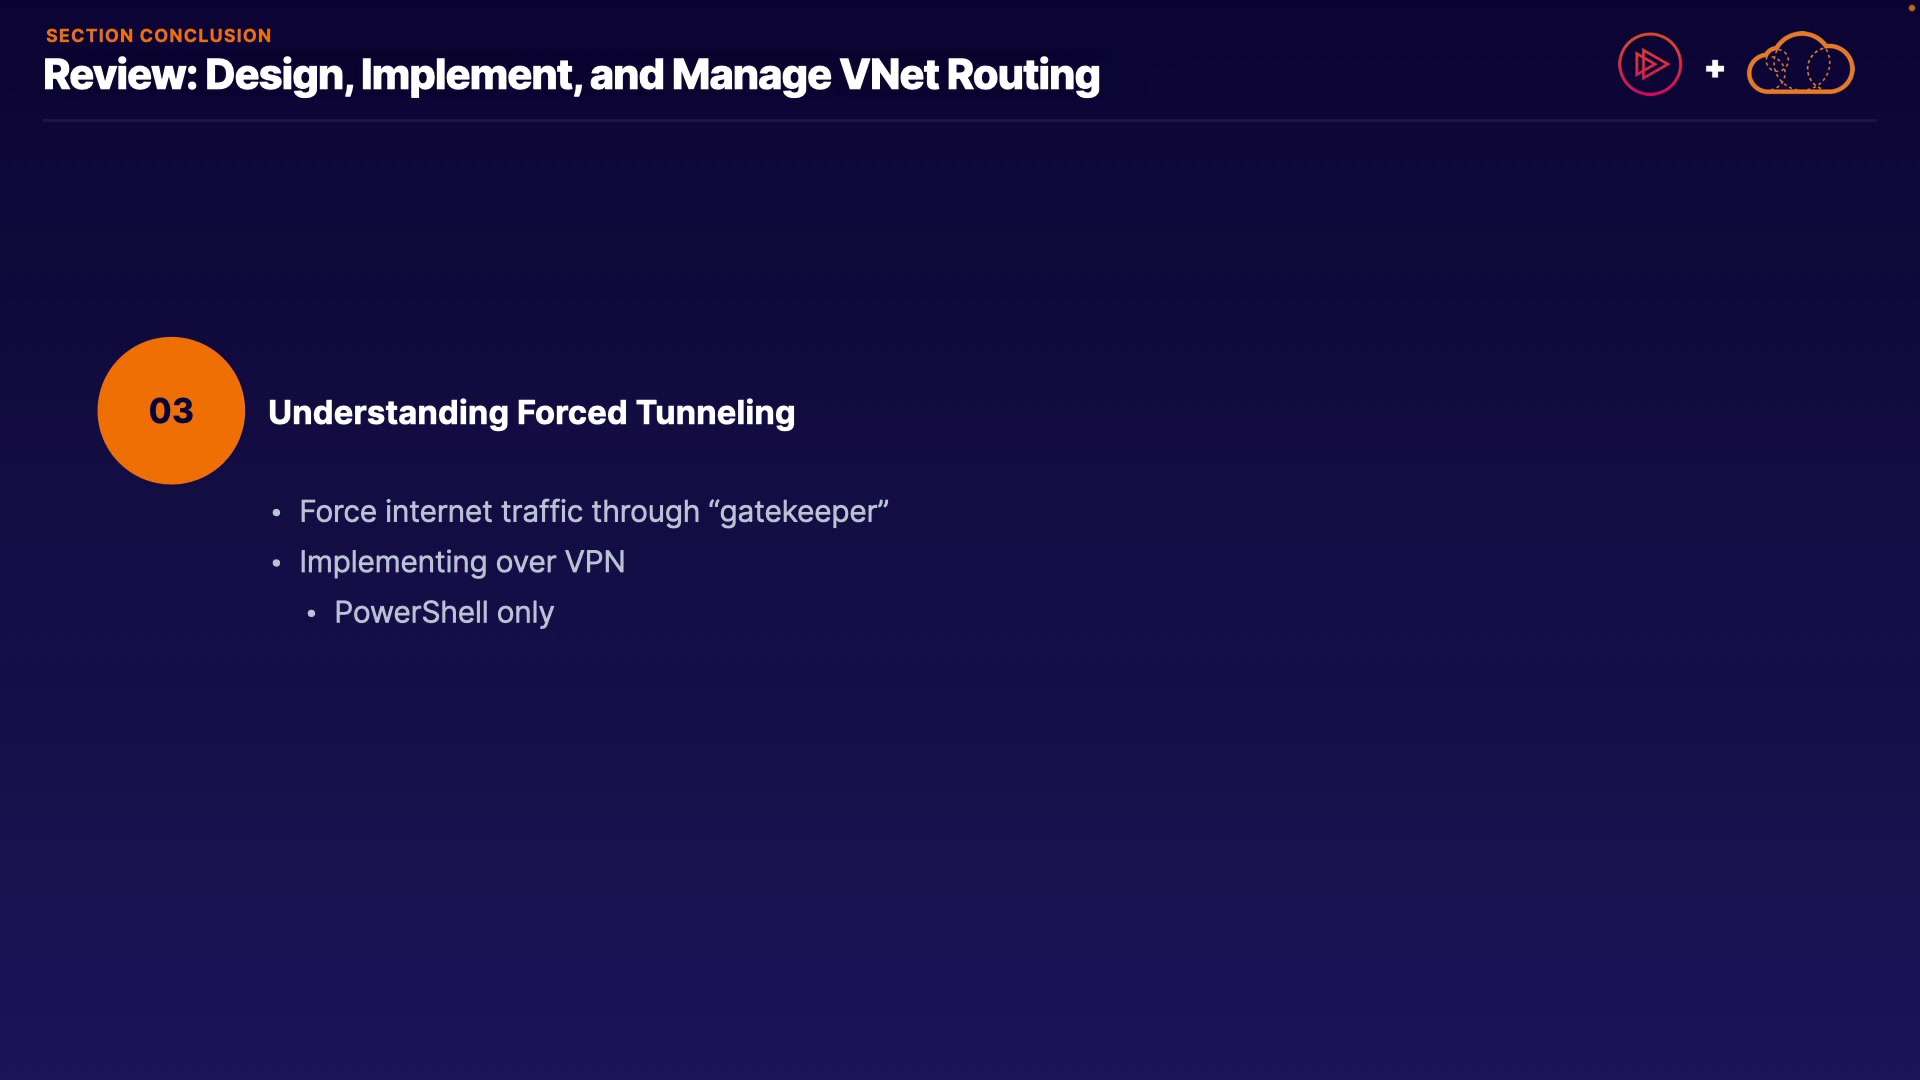 SECTION CONCLUSION
Review: Design, Implement, and Manage VNet Routing
+
03
Understanding Forced Tunneling
• Force internet traffic through “gatekeeper”
• Implementing over VPN
• PowerShell only